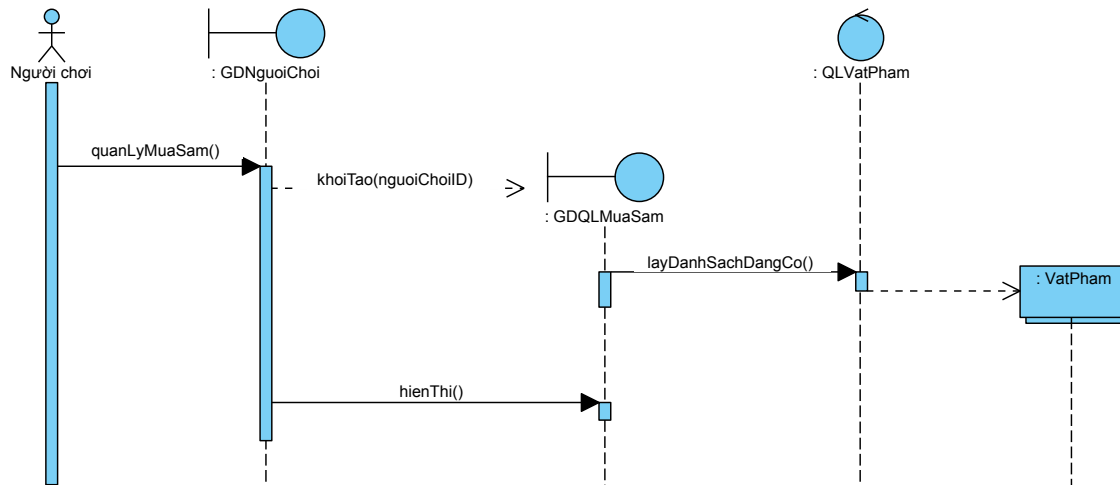 Người chơi
: GDNguoiChoi
: QLVatPham
quanLyMuaSam()
khoiTao(nguoiChoiID)
: GDQLMuaSam
layDanhSachDangCo()
: VatPham
hienThi()